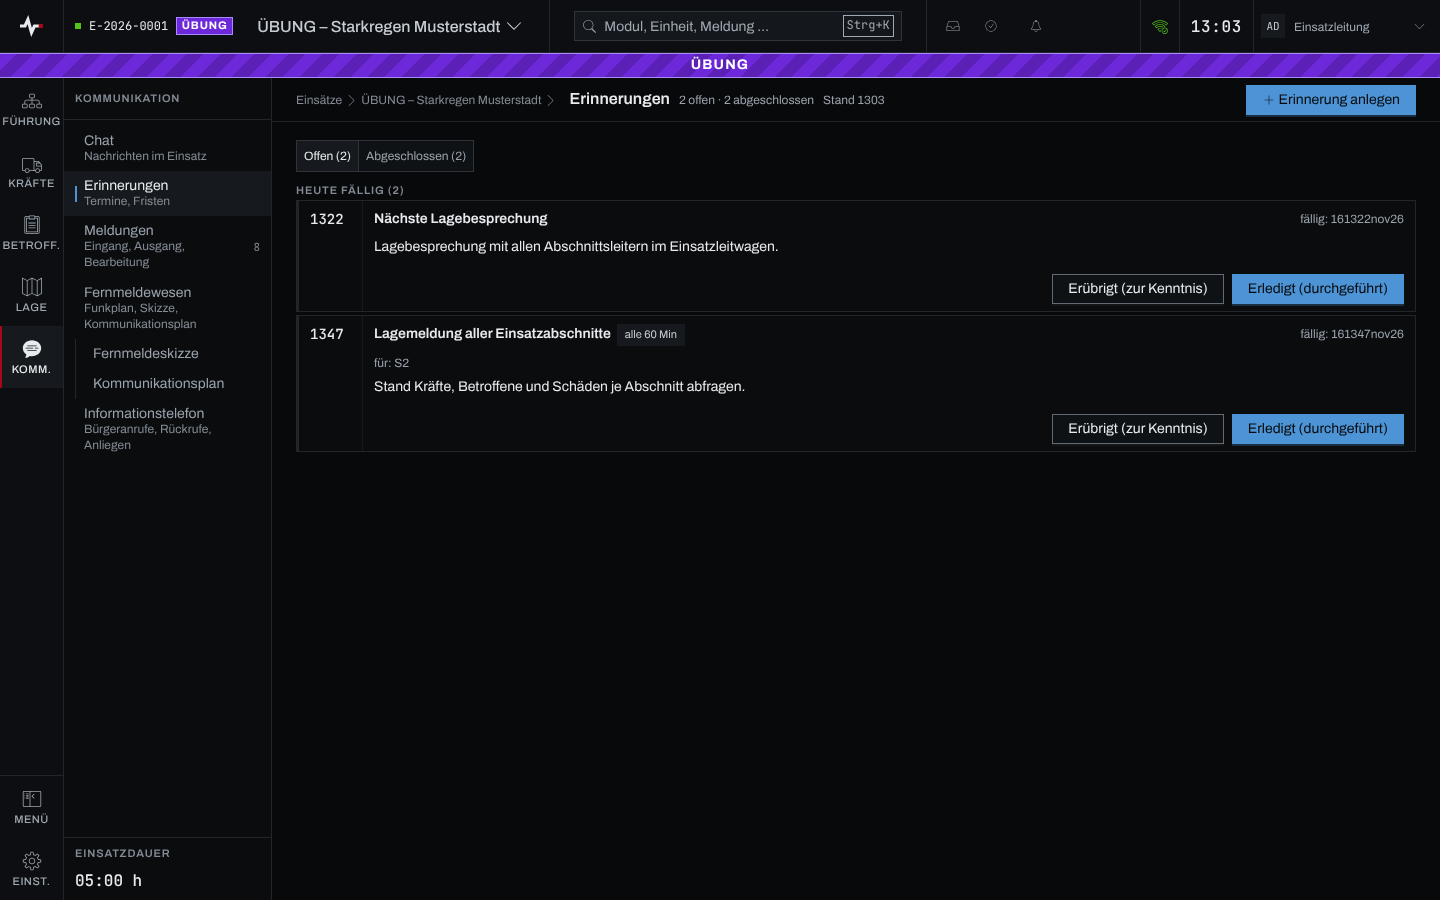 E-2026-0001 ÜBUNG ÜBUNG – Starkregen Musterstadt Modul, Einheit, Meldung ... Strg+K 13:03 AD Einsatzleitung
ÜBUNG
FÜHRUNG
KRÄFTE
BETROFF.
LAGE
KOMM.
MENÜ
EINST.
KOMMUNIKATION
Chat
Nachrichten im Einsatz
Erinnerungen
Termine, Fristen
Meldungen
Eingang, Ausgang, 8
Bearbeitung
Fernmeldewesen
Funkplan, Skizze,
Kommunikationsplan
Fernmeldeskizze
Kommunikationsplan
Informationstelefon
Bürgeranrufe, Rückrufe,
Anliegen
EINSATZDAUER
05:00 h
Einsätze ÜBUNG – Starkregen Musterstadt Erinnerungen 2 offen · 2 abgeschlossen Stand 1303 + Erinnerung anlegen
Offen (2) Abgeschlossen (2)
HEUTE FÄLLIG (2)
1322 Nächste Lagebesprechung fällig: 161322nov26
Lagebesprechung mit allen Abschnittsleitern im Einsatzleitwagen.
Erübrigt (zur Kenntnis) Erledigt (durchgeführt)
1347 Lagemeldung aller Einsatzabschnitte alle 60 Min fällig: 161347nov26
für: S2
Stand Kräfte, Betroffene und Schäden je Abschnitt abfragen.
Erübrigt (zur Kenntnis) Erledigt (durchgeführt)